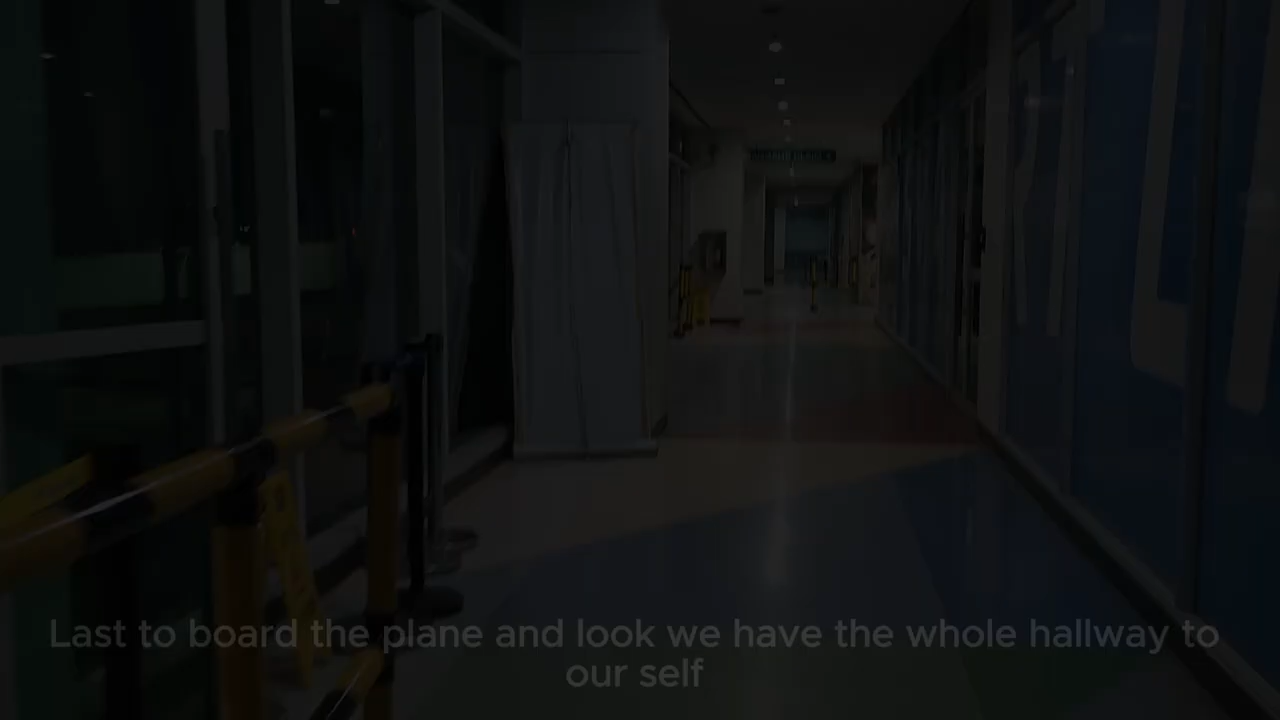 Last to board the plane and look we have the whole hallway to
our self